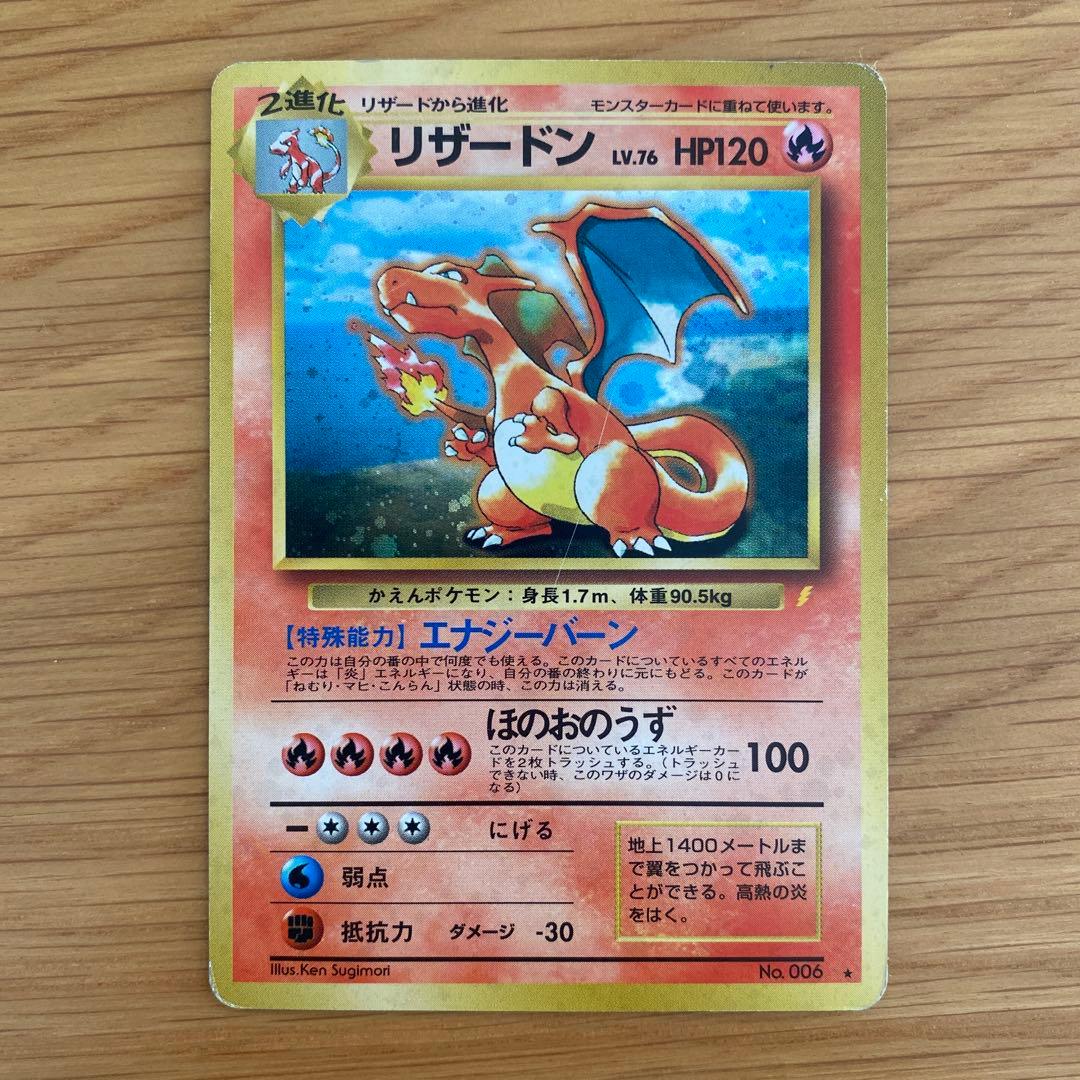 2進化
リザードから進化
モンスターカードに重ねて使います。
リザードン LV.76 HP120
かえんポケモン：身長1.7m、体重90.5kg
【特殊能力】エナジーバーン
この力は自分の番の中で何度でも使える。このカードについているすべてのエネル
ギーは「炎」エネルギーになり、自分の番の終わりに元にもどる。このカードが
「ねむり・マヒ・こんらん」状態の時、この力は消える。
ほのおのうず
このカードについているエネルギーカー
ドを2枚トラッシュする。（トラッシュ
できない時、このワザのダメージは0に
なる）
100
にげる
弱点
抵抗力 ダメージ -30
地上1400メートルま
で翼をつかって飛ぶこ
とができる。高熱の炎
をはく。
Illus.Ken Sugimori
No. 006 ★